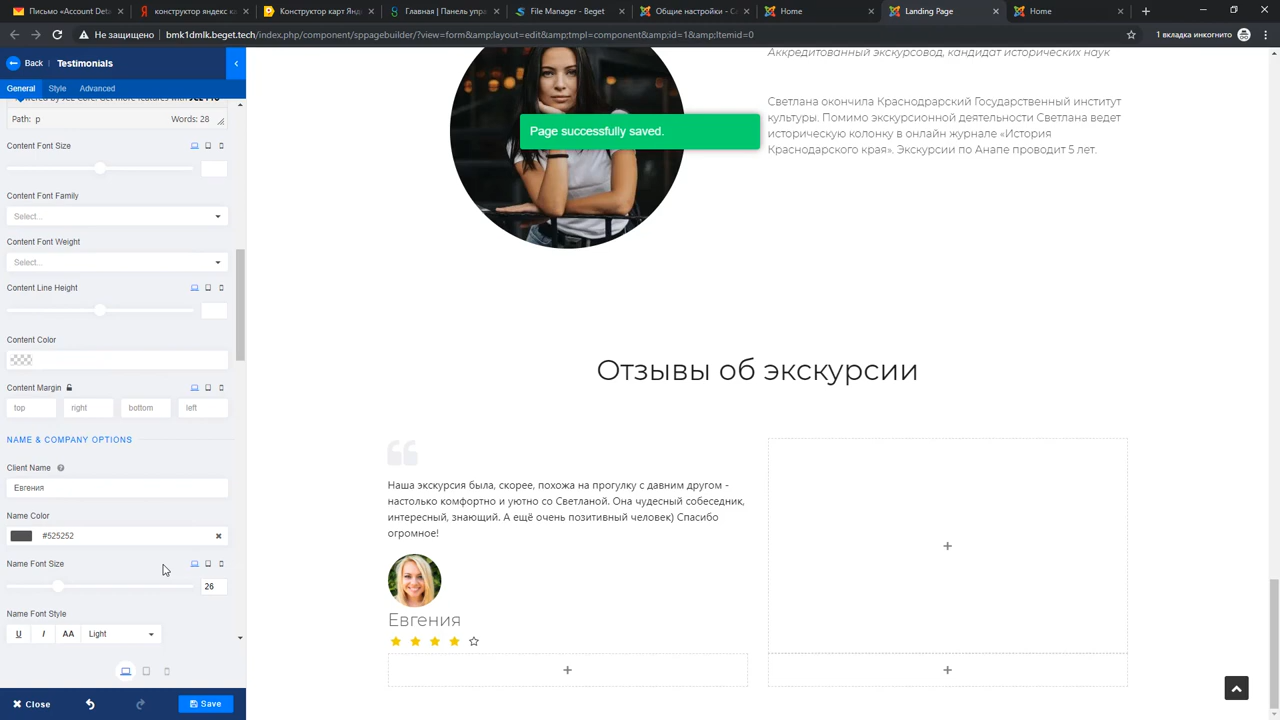 Письмо «Account Deta
конструктор яндекс к
Конструктор карт Янд
Главная | Панель упр
File Manager - Beget
Общие настройки - Са
Home
Landing Page
Home
Не защищено
bmk1dmlk.beget.tech/index.php/component/sppagebuilder/?view=form&amp;layout=edit&amp;tmpl=component&amp;id=1&amp;Itemid=0
1 вкладка инкогнито
Back
Testimonials
General
Style
Advanced
Path: p
Words: 28
Content Font Size
Content Font Family
Select...
Content Font Weight
Select...
Content Line Height
Content Color
Content Margin
top
right
bottom
left
NAME & COMPANY OPTIONS
Client Name
Евгения
Name Color
#525252
Name Font Size
26
Name Font Style
U
I
AA
Light
Close
Save
Аккредитованный экскурсовод, кандидат исторических наук
Page successfully saved.
Светлана окончила Краснодрарский Государственный институт
культуры. Помимо экскурсионной деятельности Светлана ведет
историческую колонку в онлайн журнале «История
Краснодарского края». Экскурсии по Анапе проводит 5 лет.
Отзывы об экскурсии
Наша экскурсия была, скорее, похожа на прогулку с давним другом -
настолько комфортно и уютно со Светланой. Она чудесный собеседник,
интересный, знающий. А ещё очень позитивный человек) Спасибо
огромное!
Евгения